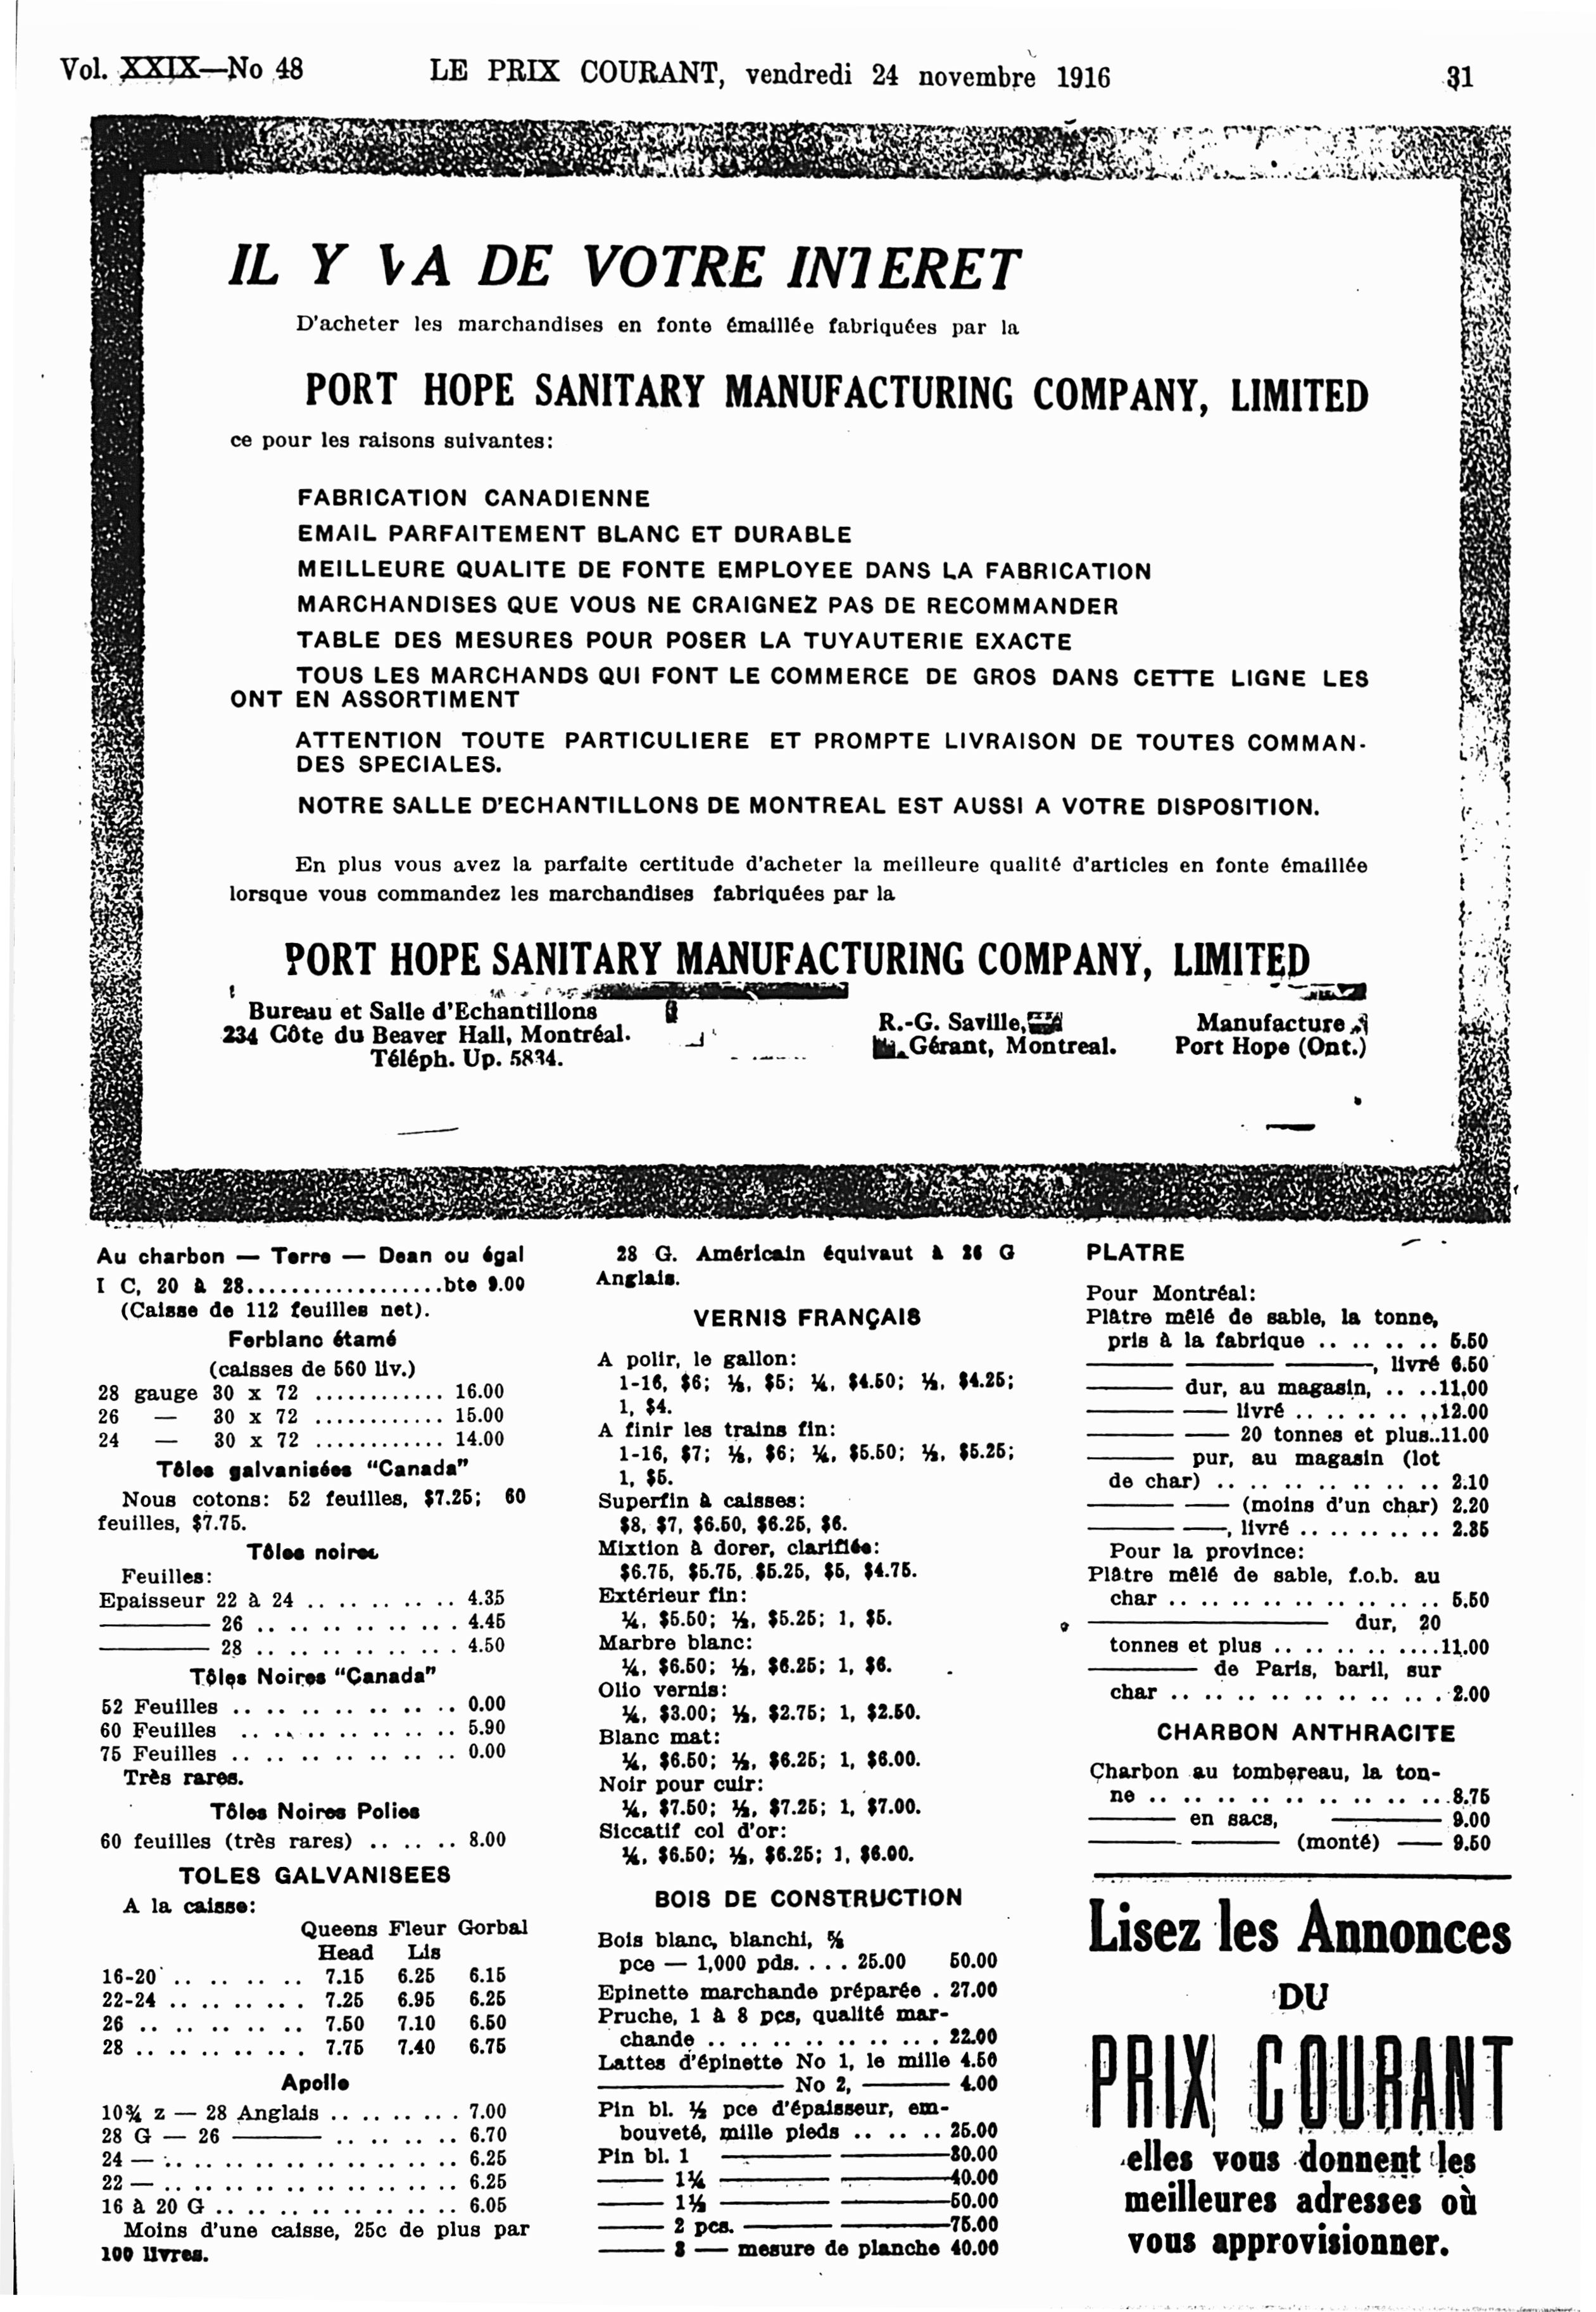 Vol. XXIX—No 48
LE PRIX COURANT, vendredi 24 novembre 1916
31
IL Y VA DE VOTRE INTERET
D'acheter les marchandises en fonte émaillée fabriquées par la
PORT HOPE SANITARY MANUFACTURING COMPANY, LIMITED
ce pour les raisons suivantes:
FABRICATION CANADIENNE
EMAIL PARFAITEMENT BLANC ET DURABLE
MEILLEURE QUALITE DE FONTE EMPLOYEE DANS LA FABRICATION
MARCHANDISES QUE VOUS NE CRAIGNEZ PAS DE RECOMMANDER
TABLE DES MESURES POUR POSER LA TUYAUTERIE EXACTE
TOUS LES MARCHANDS QUI FONT LE COMMERCE DE GROS DANS CETTE LIGNE LES
ONT EN ASSORTIMENT
ATTENTION TOUTE PARTICULIERE ET PROMPTE LIVRAISON DE TOUTES COMMAN-
DES SPECIALES.
NOTRE SALLE D'ECHANTILLONS DE MONTREAL EST AUSSI A VOTRE DISPOSITION.
En plus vous avez la parfaite certitude d'acheter la meilleure qualité d'articles en fonte émaillée
lorsque vous commandez les marchandises fabriquées par la
PORT HOPE SANITARY MANUFACTURING COMPANY, LIMITED
Bureau et Salle d'Echantillons
234 Côte du Beaver Hall, Montréal.
Téléph. Up. 5834.
R.-G. Saville,
Gérant, Montreal.
Manufacture
Port Hope (Ont.)
Au charbon — Terre — Dean ou égal
I C, 20 à 28...................bte 9.00
(Caisse de 112 feuilles net).
Ferblanc étamé
(caisses de 560 liv.)
28 gauge 30 x 72 ............ 16.00
26 — 30 x 72 ............ 15.00
24 — 30 x 72 ............ 14.00
Tôles galvanisées "Canada"
Nous cotons: 52 feuilles, $7.25; 60
feuilles, $7.75.
Tôles noires
Feuilles:
Epaisseur 22 à 24 .. .. .. .. .. 4.35
——— 26 .. .. .. .. .. .. .. 4.45
——— 28 .. .. .. .. .. .. .. 4.50
Tôles Noires "Canada"
52 Feuilles .. .. .. .. .. .. .. 0.00
60 Feuilles .. .. .. .. .. .. .. 5.90
75 Feuilles .. .. .. .. .. .. .. 0.00
Très rares.
Tôles Noires Polies
60 feuilles (très rares) .. .. .. 8.00
TOLES GALVANISEES
A la caisse:
Queens Fleur Gorbal
Head Lis
16-20 .. .. .. .. .. 7.15 6.25 6.15
22-24 .. .. .. .. .. 7.25 6.95 6.25
26 .. .. .. .. .. .. 7.50 7.10 6.50
28 .. .. .. .. .. .. 7.75 7.40 6.75
Apollo
10¾ z — 28 Anglais .. .. .. .. .. 7.00
28 G — 26 ——— .. .. .. .. 6.70
24 — .. .. .. .. .. .. .. .. .. 6.25
22 — .. .. .. .. .. .. .. .. .. 6.25
16 à 20 G .. .. .. .. .. .. .. .. 6.05
Moins d'une caisse, 25c de plus par
100 livres.
28 G. Américain équivaut à 26 G
Anglais.
VERNIS FRANÇAIS
A polir, le gallon:
1-16, $6; ⅛, $5; ¼, $4.50; ½, $4.25;
1, $4.
A finir les trains fin:
1-16, $7; ⅛, $6; ¼, $5.50; ½, $5.25;
1, $5.
Superfin à caisses:
$8, $7, $6.50, $6.25, $6.
Mixtion à dorer, clarifiée:
$6.75, $5.75, $5.25, $5, $4.75.
Extérieur fin:
¼, $5.50; ½, $5.25; 1, $5.
Marbre blanc:
¼, $6.50; ½, $6.25; 1, $6.
Olio vernis:
¼, $3.00; ½, $2.75; 1, $2.50.
Blanc mat:
¼, $6.50; ½, $6.25; 1, $6.00.
Noir pour cuir:
¼, $7.50; ½, $7.25; 1, $7.00.
Siccatif col d'or:
¼, $6.50; ½, $6.25; 1, $6.00.
BOIS DE CONSTRUCTION
Bois blanc, blanchi, ⅝
pce — 1,000 pds. . . . 25.00 50.00
Epinette marchande préparée . 27.00
Pruche, 1 à 8 pcs, qualité mar-
chande .. .. .. .. .. .. .. .. 22.00
Lattes d'épinette No 1, le mille 4.50
——— No 2, ——— 4.00
Pin bl. ½ pce d'épaisseur, em-
bouveté, mille pieds .. .. .. 25.00
Pin bl. 1 ——— ——— 30.00
—— 1¼ ——— ——— 40.00
—— 1½ ——— ——— 50.00
—— 2 pcs. ——— ——— 75.00
—— 3 — mesure de planche 40.00
PLATRE
Pour Montréal:
Plâtre mêlé de sable, la tonne,
pris à la fabrique .. .. .. .. 5.50
——— ——— ———, livré 6.50
——— dur, au magasin, .. ..11.00
——— — livré .. .. .. .. ..12.00
——— — 20 tonnes et plus..11.00
——— pur, au magasin (lot
de char) .. .. .. .. .. .. .. .. 2.10
——— — (moins d'un char) 2.20
——— —, livré .. .. .. .. .. 2.35
Pour la province:
Plâtre mêlé de sable, f.o.b. au
char .. .. .. .. .. .. .. .. .. 5.50
——— dur, 20
tonnes et plus .. .. .. .. ....11.00
——— de Paris, baril, sur
char .. .. .. .. .. .. .. .. .. 2.00
CHARBON ANTHRACITE
Charbon au tombereau, la ton-
ne .. .. .. .. .. .. .. .. .. ...8.75
——— en sacs, ——— 9.00
——— ——— (monté) — 9.50
Lisez les Annonces
DU
PRIX COURANT
elles vous donnent les
meilleures adresses où
vous approvisionner.